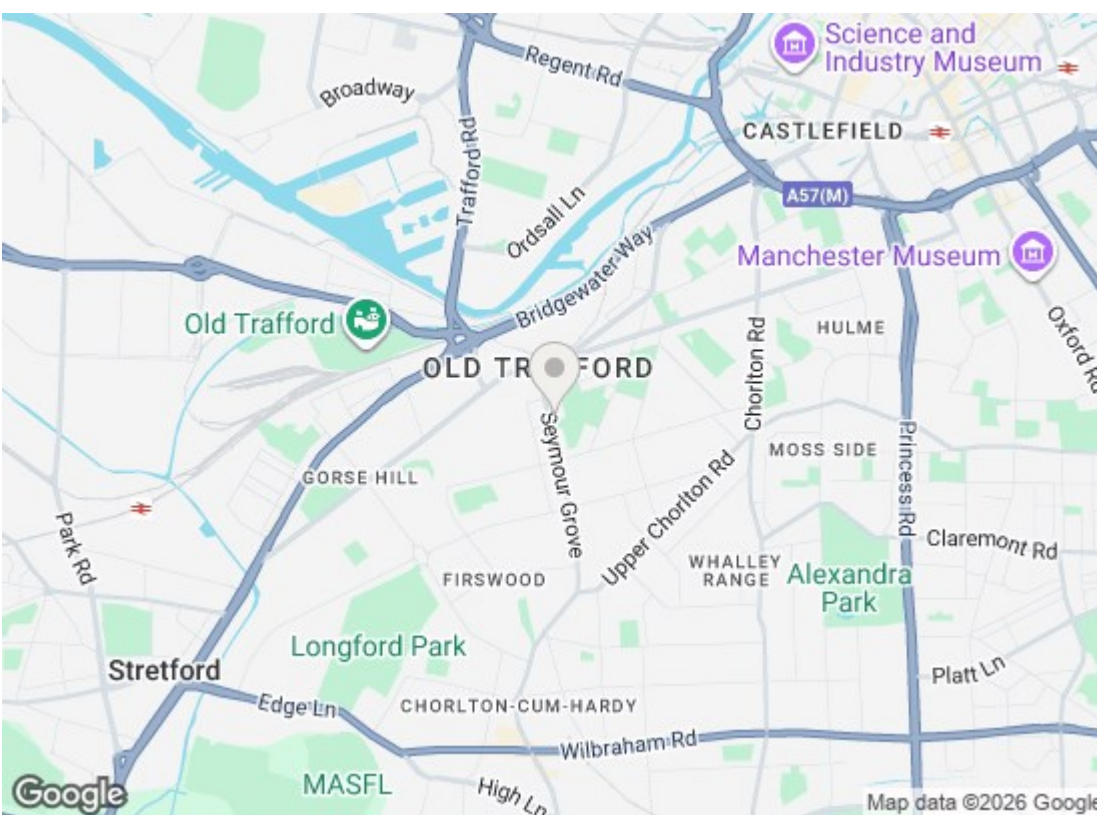 Science and
Industry Museum
Regent Rd
Broadway
CASTLEFIELD
Trafford Rd
A57(M)
Ordsall Ln
Bridgewater Way
Manchester Museum
Old Trafford
Chorlton Rd
HULME
Oxford Rd
OLD TR FORD
Seymour Grove
MOSS SIDE
Princess Rd
GORSE HILL
Upper Chorlton Rd
Park Rd
Claremont Rd
FIRSWOOD
WHALLEY
RANGE
Alexandra
Park
Longford Park
Stretford
Platt Ln
Edge Ln
CHORLTON-CUM-HARDY
Wilbraham Rd
MASFL
High Ln
Google
Map data ©2026 Google